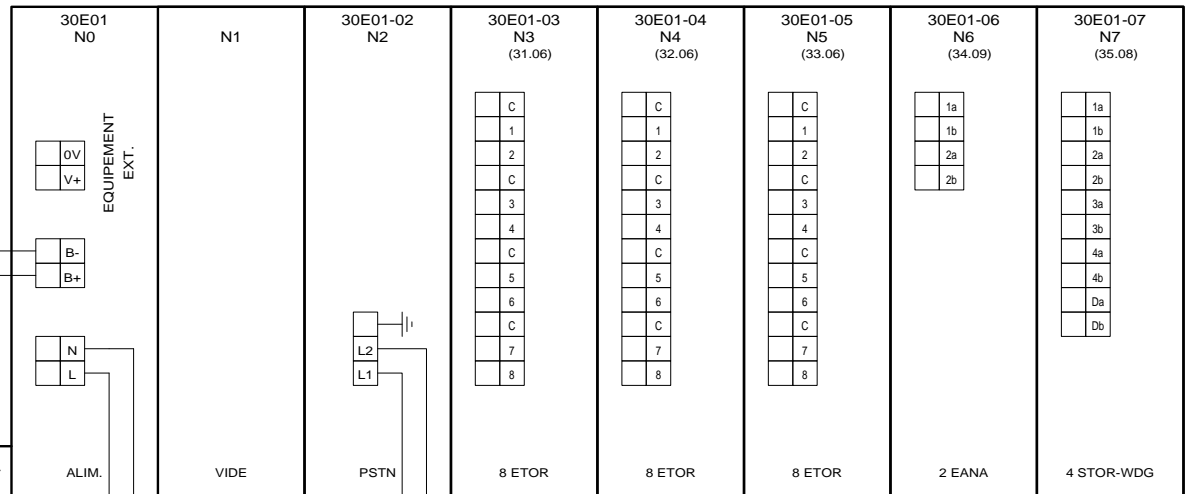 30E01
N0
EQUIPEMENT
EXT.
0V
V+
B-
B+
N
L
ALIM.
N1
VIDE
30E01-02
N2
L2
L1
PSTN
30E01-03
N3
(31.06)
C
1
2
C
3
4
C
5
6
C
7
8
8 ETOR
30E01-04
N4
(32.06)
C
1
2
C
3
4
C
5
6
C
7
8
8 ETOR
30E01-05
N5
(33.06)
C
1
2
C
3
4
C
5
6
C
7
8
8 ETOR
30E01-06
N6
(34.09)
1a
1b
2a
2b
2 EANA
30E01-07
N7
(35.08)
1a
1b
2a
2b
3a
3b
4a
4b
Da
Db
4 STOR-WDG